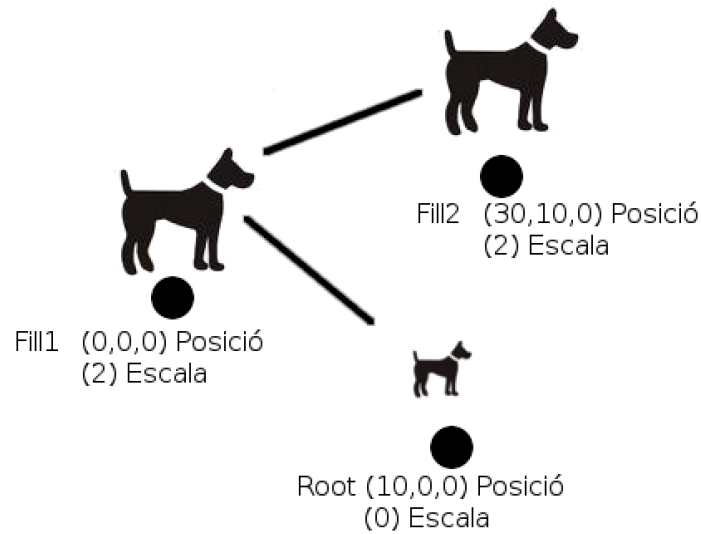 Fill2 (30,10,0) Posició
(2) Escala
Fill1 (0,0,0) Posició
(2) Escala
Root (10,0,0) Posició
(0) Escala